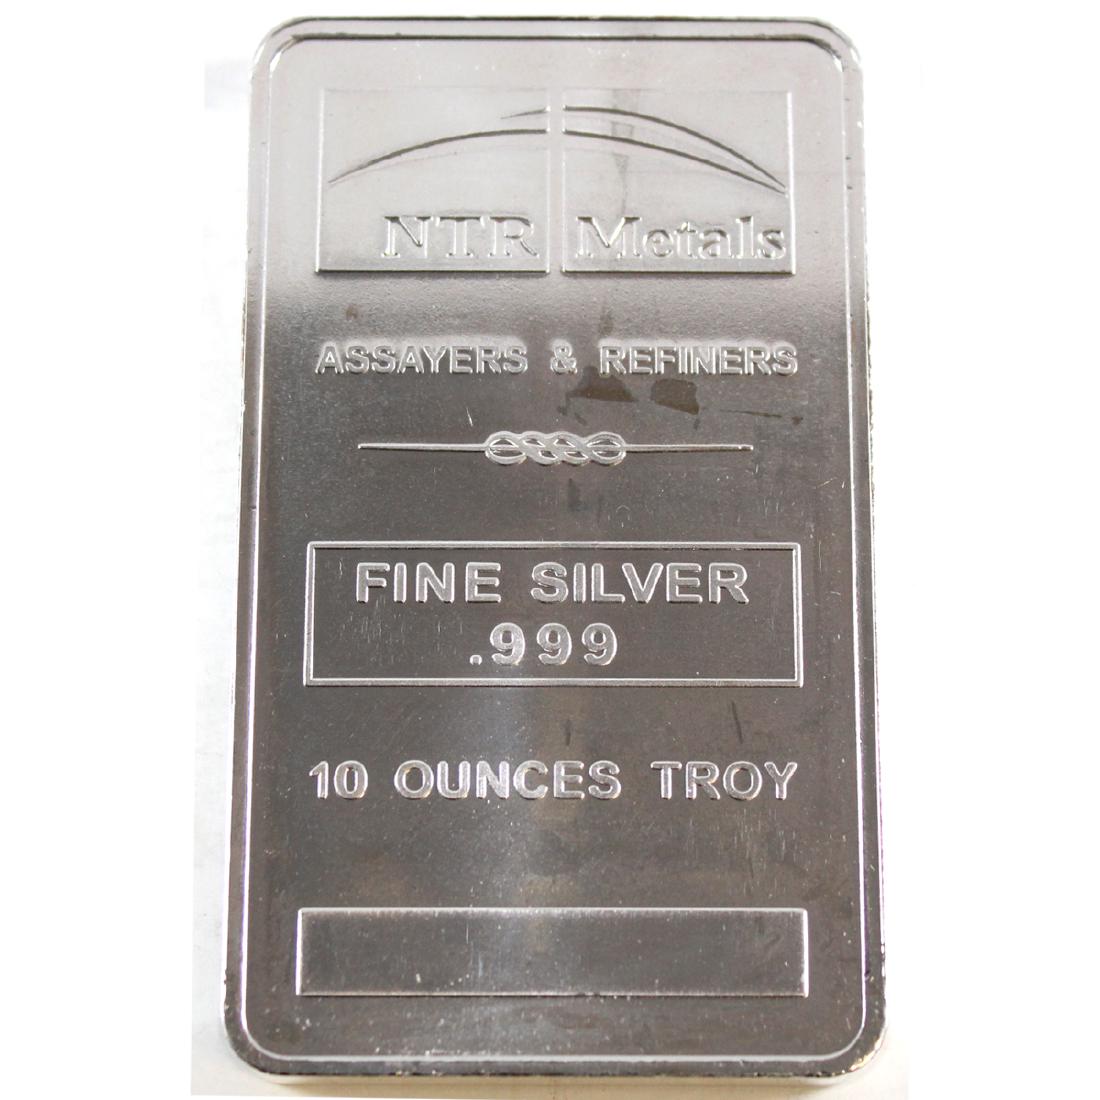 NTR Metals
ASSAYERS & REFINERS
FINE SILVER
.999
10 OUNCES TROY